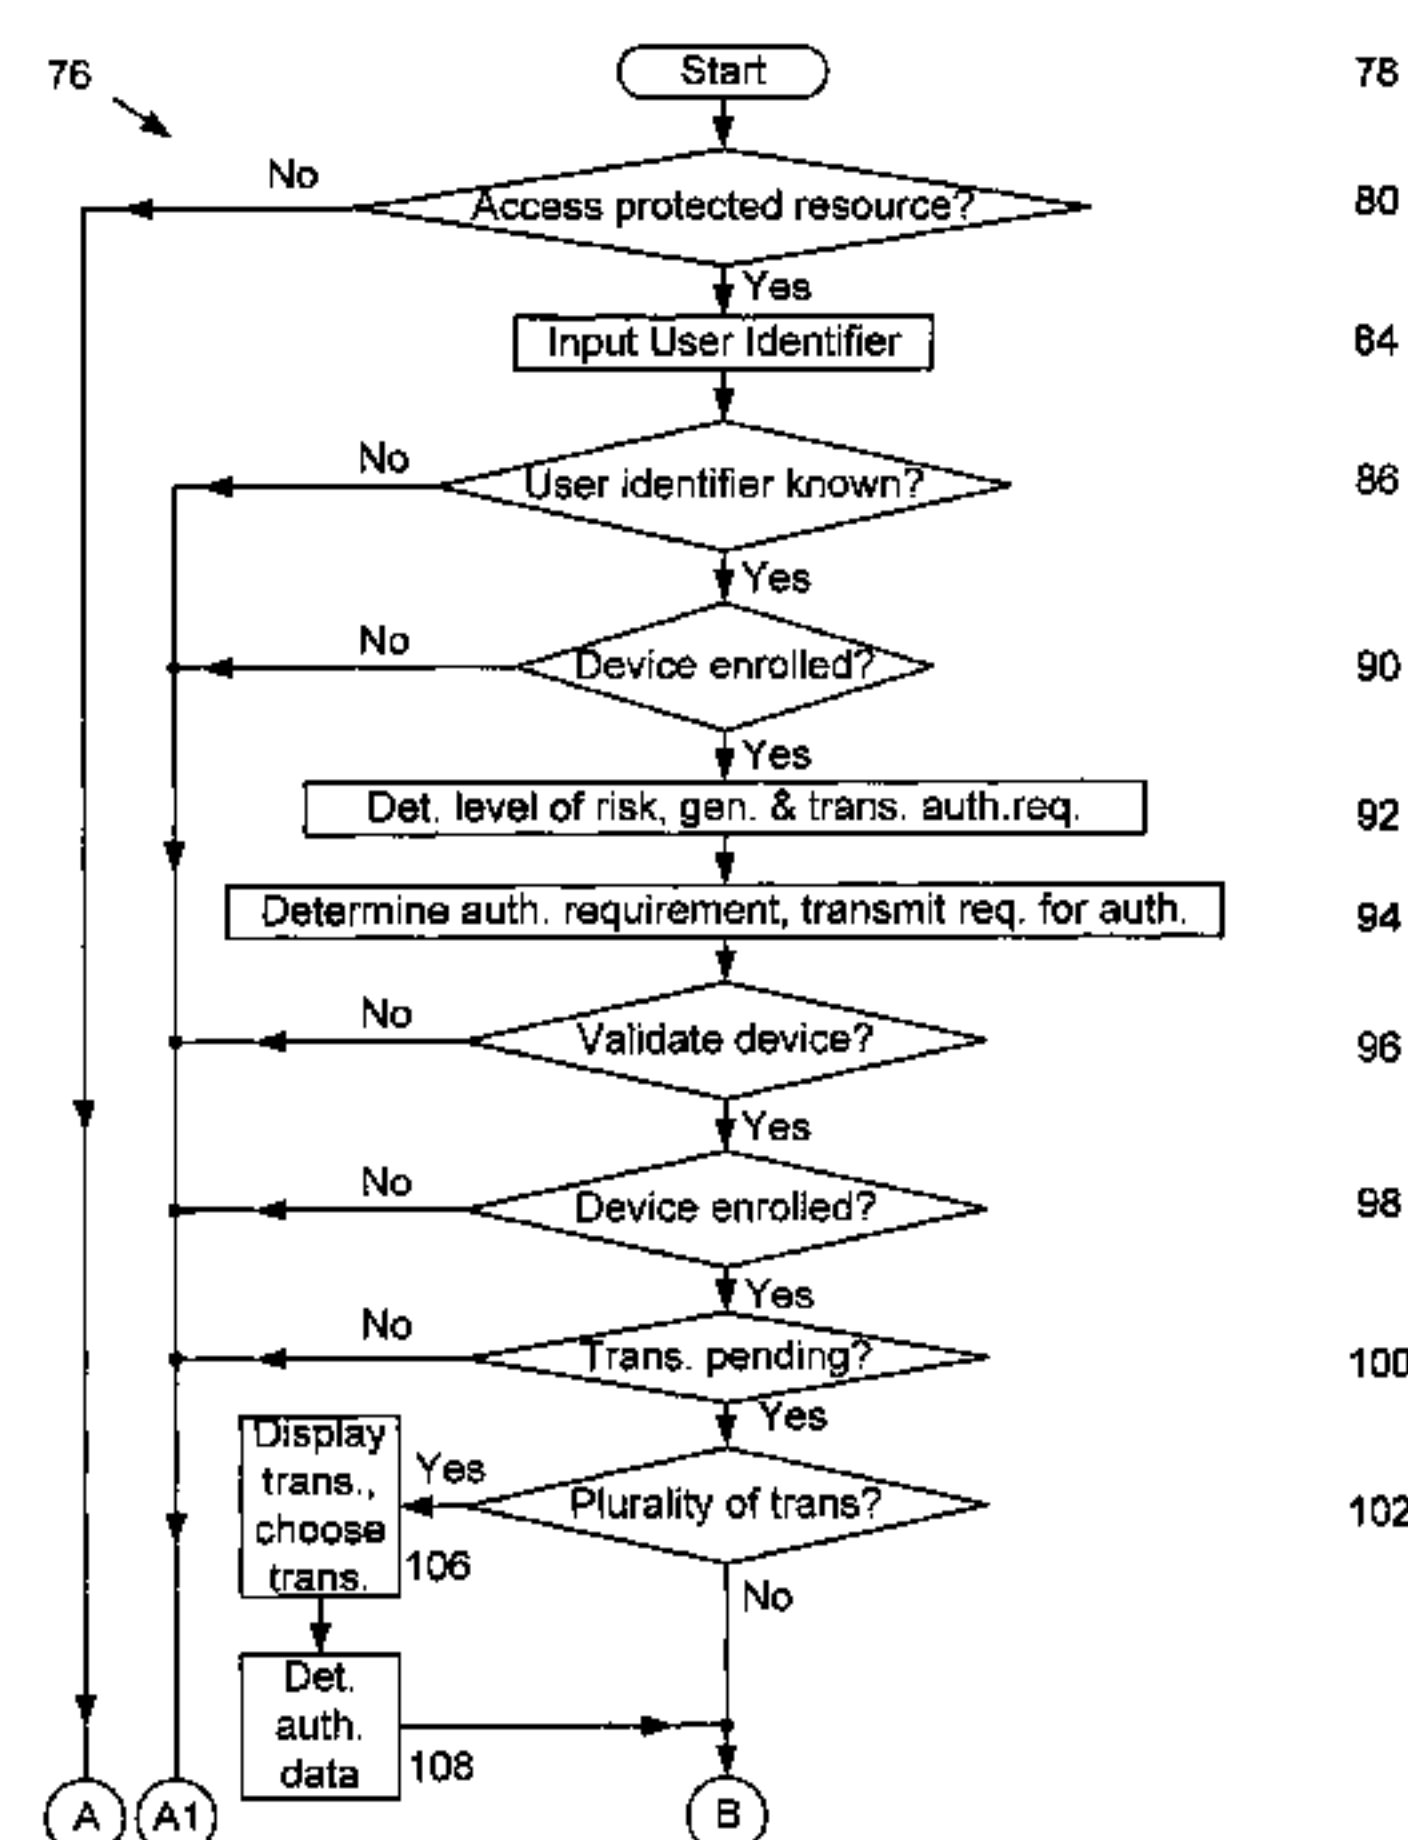 76
Start
78
No
Access protected resource?
80
Yes
Input User Identifier
84
No
User identifier known?
86
Yes
No
Device enrolled?
90
Yes
Det. level of risk, gen. & trans. auth.req.
92
Determine auth. requirement, transmit req. for auth.
94
No
Validate device?
96
Yes
No
Device enrolled?
98
Yes
No
Trans. pending?
100
Yes
Display
trans.,
choose
trans.
Yes
Plurality of trans?
102
106
No
Det.
auth.
data
108
A
A1
B